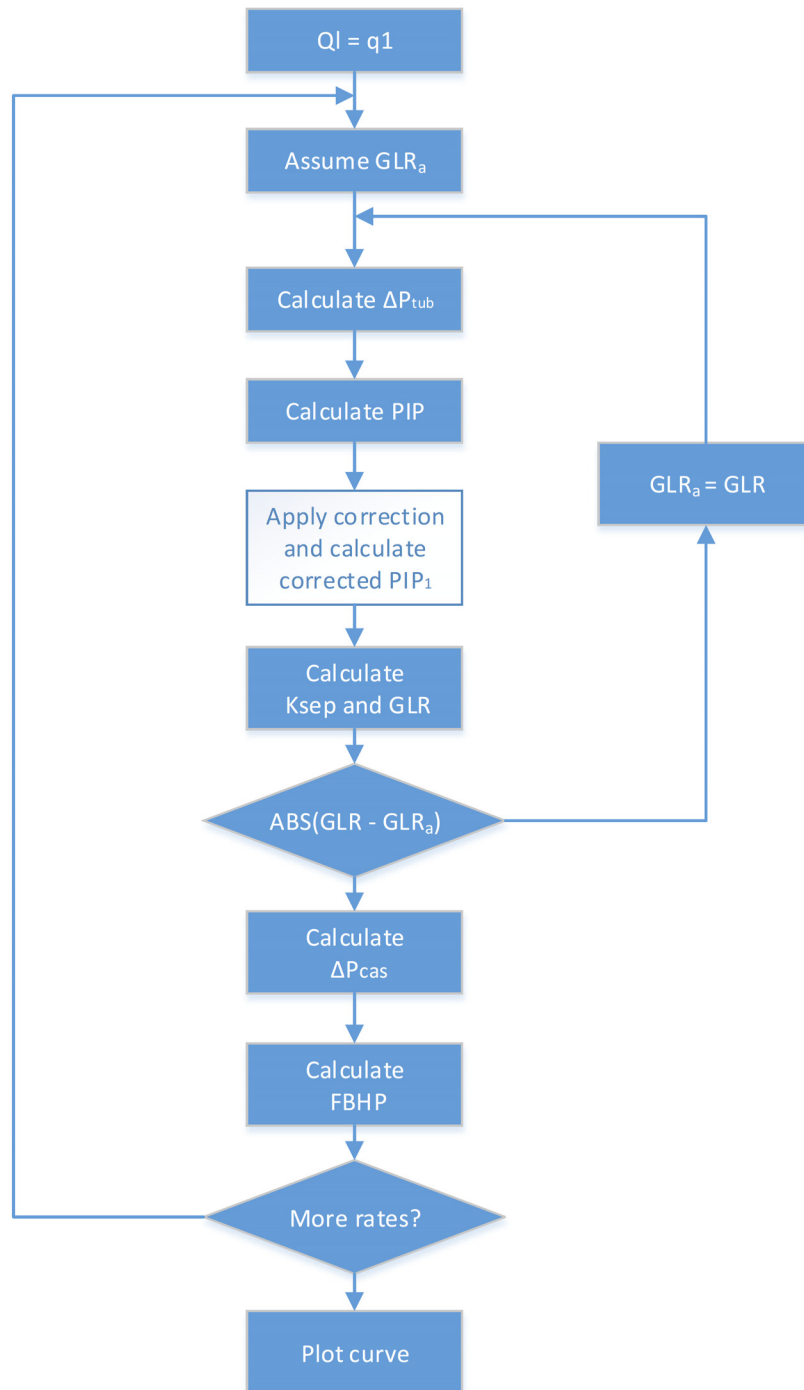 Ql = q1
Assume GLRₐ
Calculate ΔPtub
Calculate PIP
Apply correction
and calculate
corrected PIP₁
GLRₐ = GLR
Calculate
Ksep and GLR
ABS(GLR - GLRₐ)
Calculate
ΔPcas
Calculate
FBHP
More rates?
Plot curve